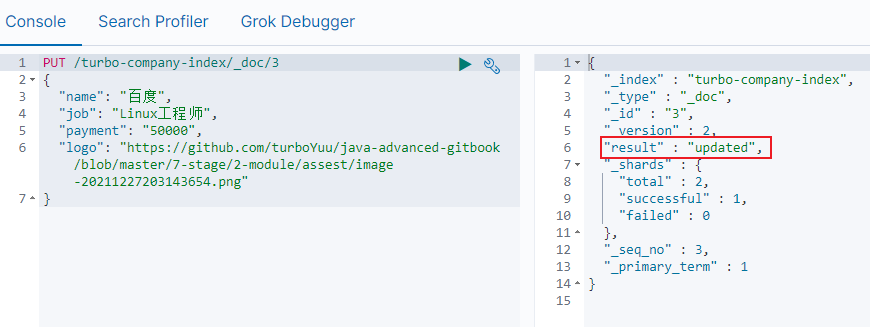 Console Search Profiler Grok Debugger
1 PUT /turbo-company-index/_doc/3
2 {
3 "name": "百度",
4 "job": "Linux工程师",
5 "payment": "50000",
6 "logo": "https://github.com/turboYuu/java-advanced-gitbook
/blob/master/7-stage/2-module/assest/image
-20211227203143654.png"
7 }
1 {
2 "_index" : "turbo-company-index",
3 "_type" : "_doc",
4 "_id" : "3",
5 "_version" : 2,
6 "result" : "updated",
7 "_shards" : {
8 "total" : 2,
9 "successful" : 1,
10 "failed" : 0
11 },
12 "_seq_no" : 3,
13 "_primary_term" : 1
14 }
15